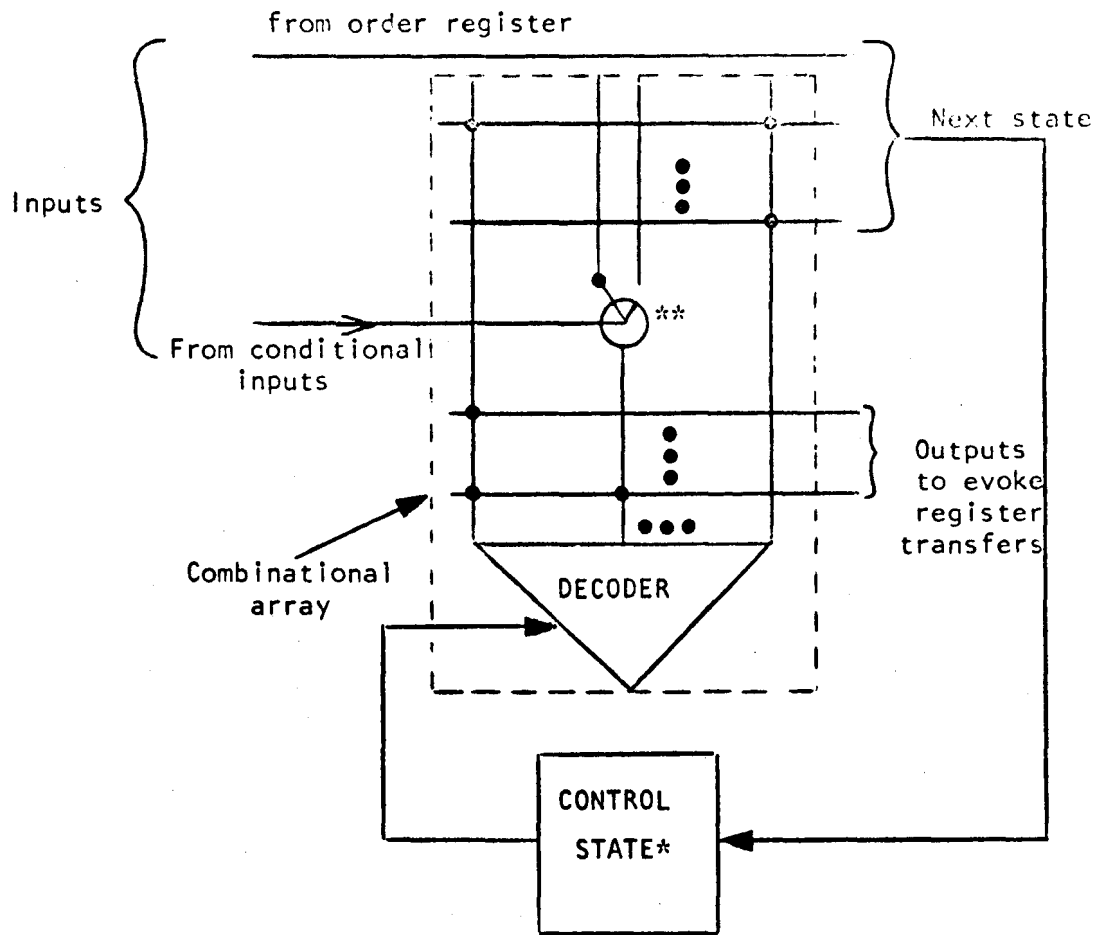 from order register
Next state
Inputs
**
From conditional
inputs
Outputs
to evoke
register
transfers
Combinational
array
DECODER
CONTROL
STATE*